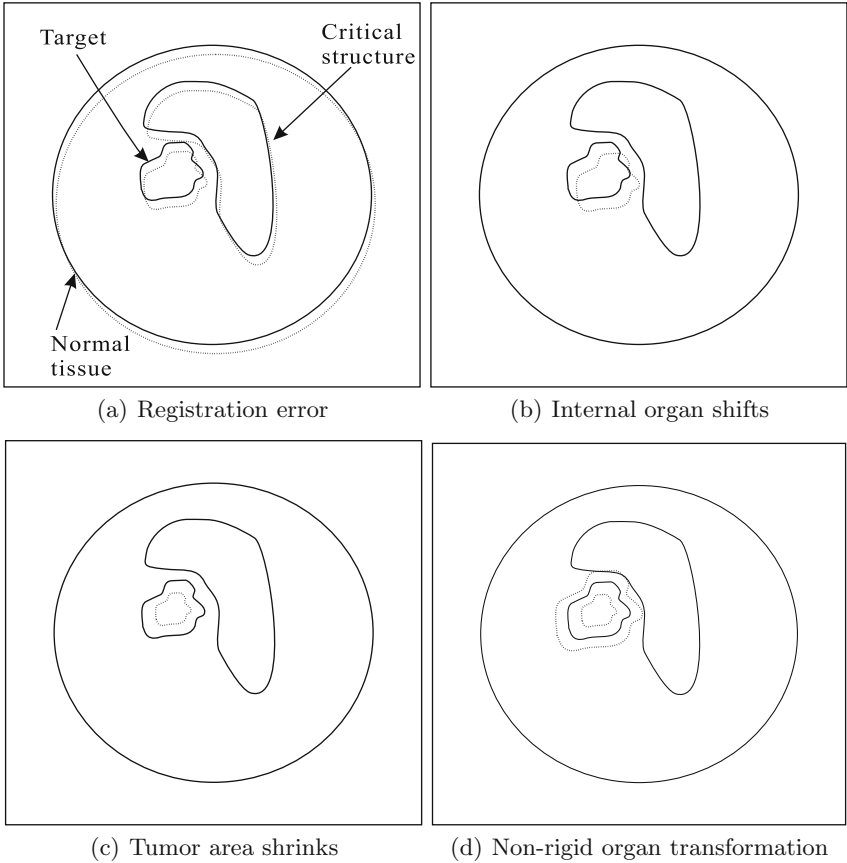 Target
Critical
structure
Normal
tissue
(a) Registration error
(b) Internal organ shifts
(c) Tumor area shrinks
(d) Non-rigid organ transformation